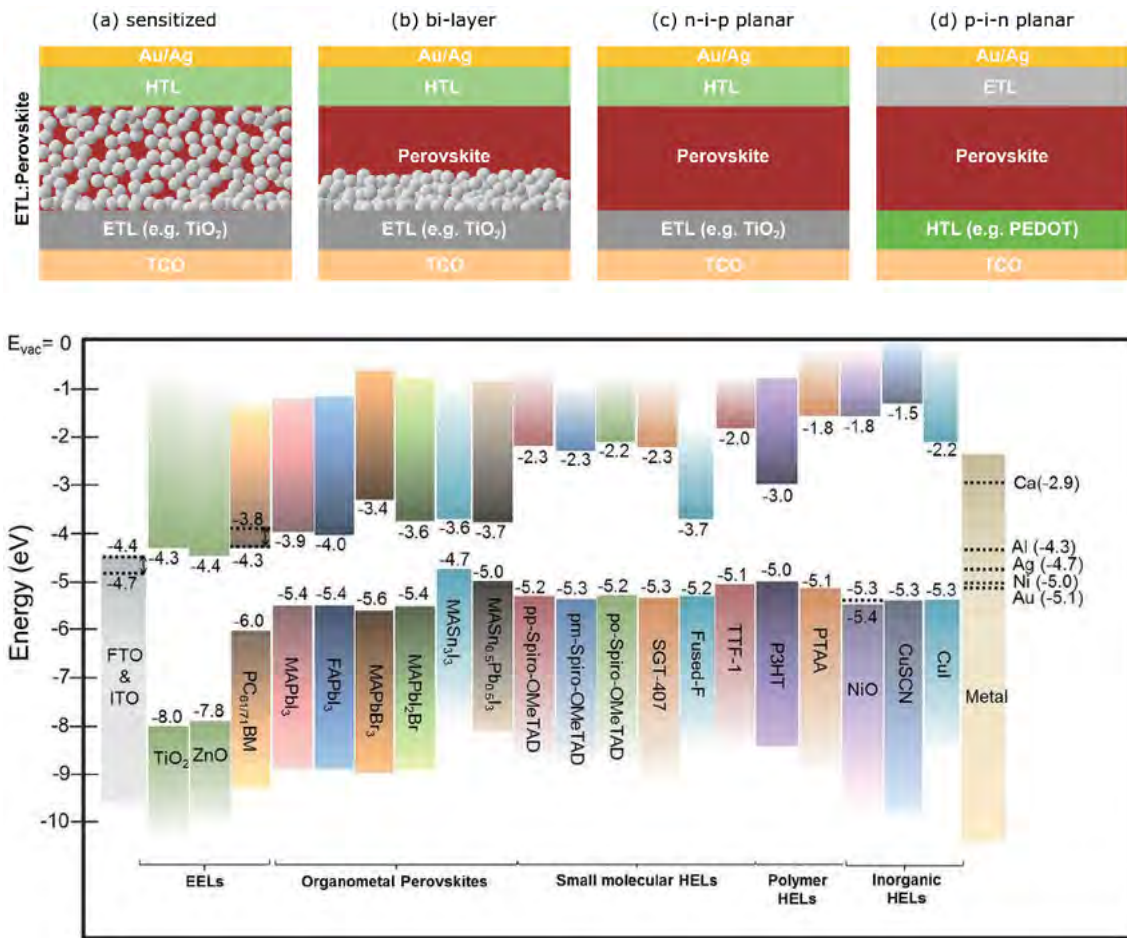 (a) sensitized
(b) bi-layer
(c) n-i-p planar
(d) p-i-n planar
ETL:Perovskite
Au/Ag
HTL
ETL (e.g. TiO₂)
TCO
Au/Ag
HTL
Perovskite
ETL (e.g. TiO₂)
TCO
Au/Ag
HTL
Perovskite
ETL (e.g. TiO₂)
TCO
Au/Ag
ETL
Perovskite
HTL (e.g. PEDOT)
TCO
Energy (eV)
Eᵥₐ꜀= 0
-1
-2
-3
-4
-5
-6
-7
-8
-9
-10
-4.4
-4.7
FTO
&
ITO
-4.3
-8.0
TiO₂
-4.4
-7.8
ZnO
-3.8
-4.3
-6.0
PC₆₁/₇₁BM
-3.9
-5.4
MAPbI₃
-4.0
-5.4
FAPbI₃
-3.4
-5.6
MAPbBr₃
-3.6
-5.4
MAPbI₂Br
-3.6
-4.7
MASn₃I₃
-3.7
-5.0
MASn₀.₅Pb₀.₅I₃
-2.3
-5.2
pp-Spiro-OMeTAD
-2.3
-5.3
pm-Spiro-OMeTAD
-2.2
-5.2
po-Spiro-OMeTAD
-2.3
-5.3
SGT-407
-3.7
-5.2
Fused-F
-2.0
-5.1
TTF-1
-3.0
-5.0
P3HT
-1.8
-5.1
PTAA
-1.8
-5.3
-5.4
NiO
-1.5
-5.3
CuSCN
-2.2
-5.3
CuI
Ca(-2.9)
Al (-4.3)
Ag (-4.7)
Ni (-5.0)
Au (-5.1)
Metal
EELs
Organometal Perovskites
Small molecular HELs
Polymer
HELs
Inorganic
HELs